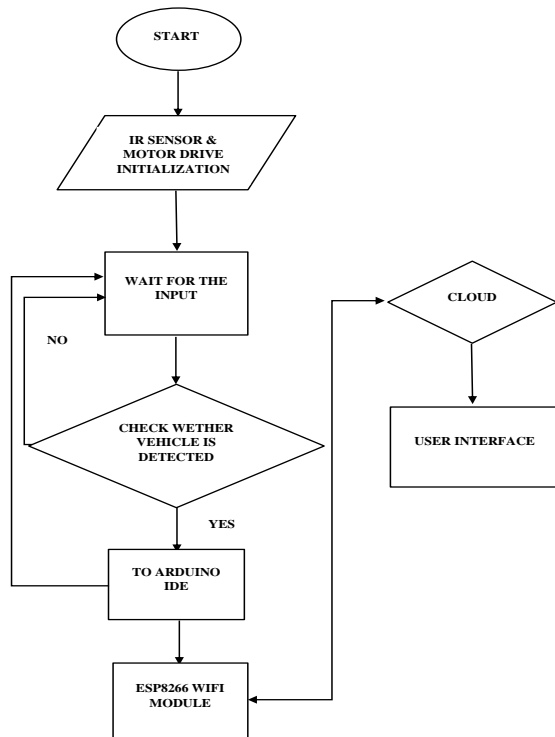 START
IR SENSOR &
MOTOR DRIVE
INITIALIZATION
WAIT FOR THE
INPUT
NO
CHECK WETHER
VEHICLE IS
DETECTED
YES
TO ARDUINO
IDE
ESP8266 WIFI
MODULE
CLOUD
USER INTERFACE